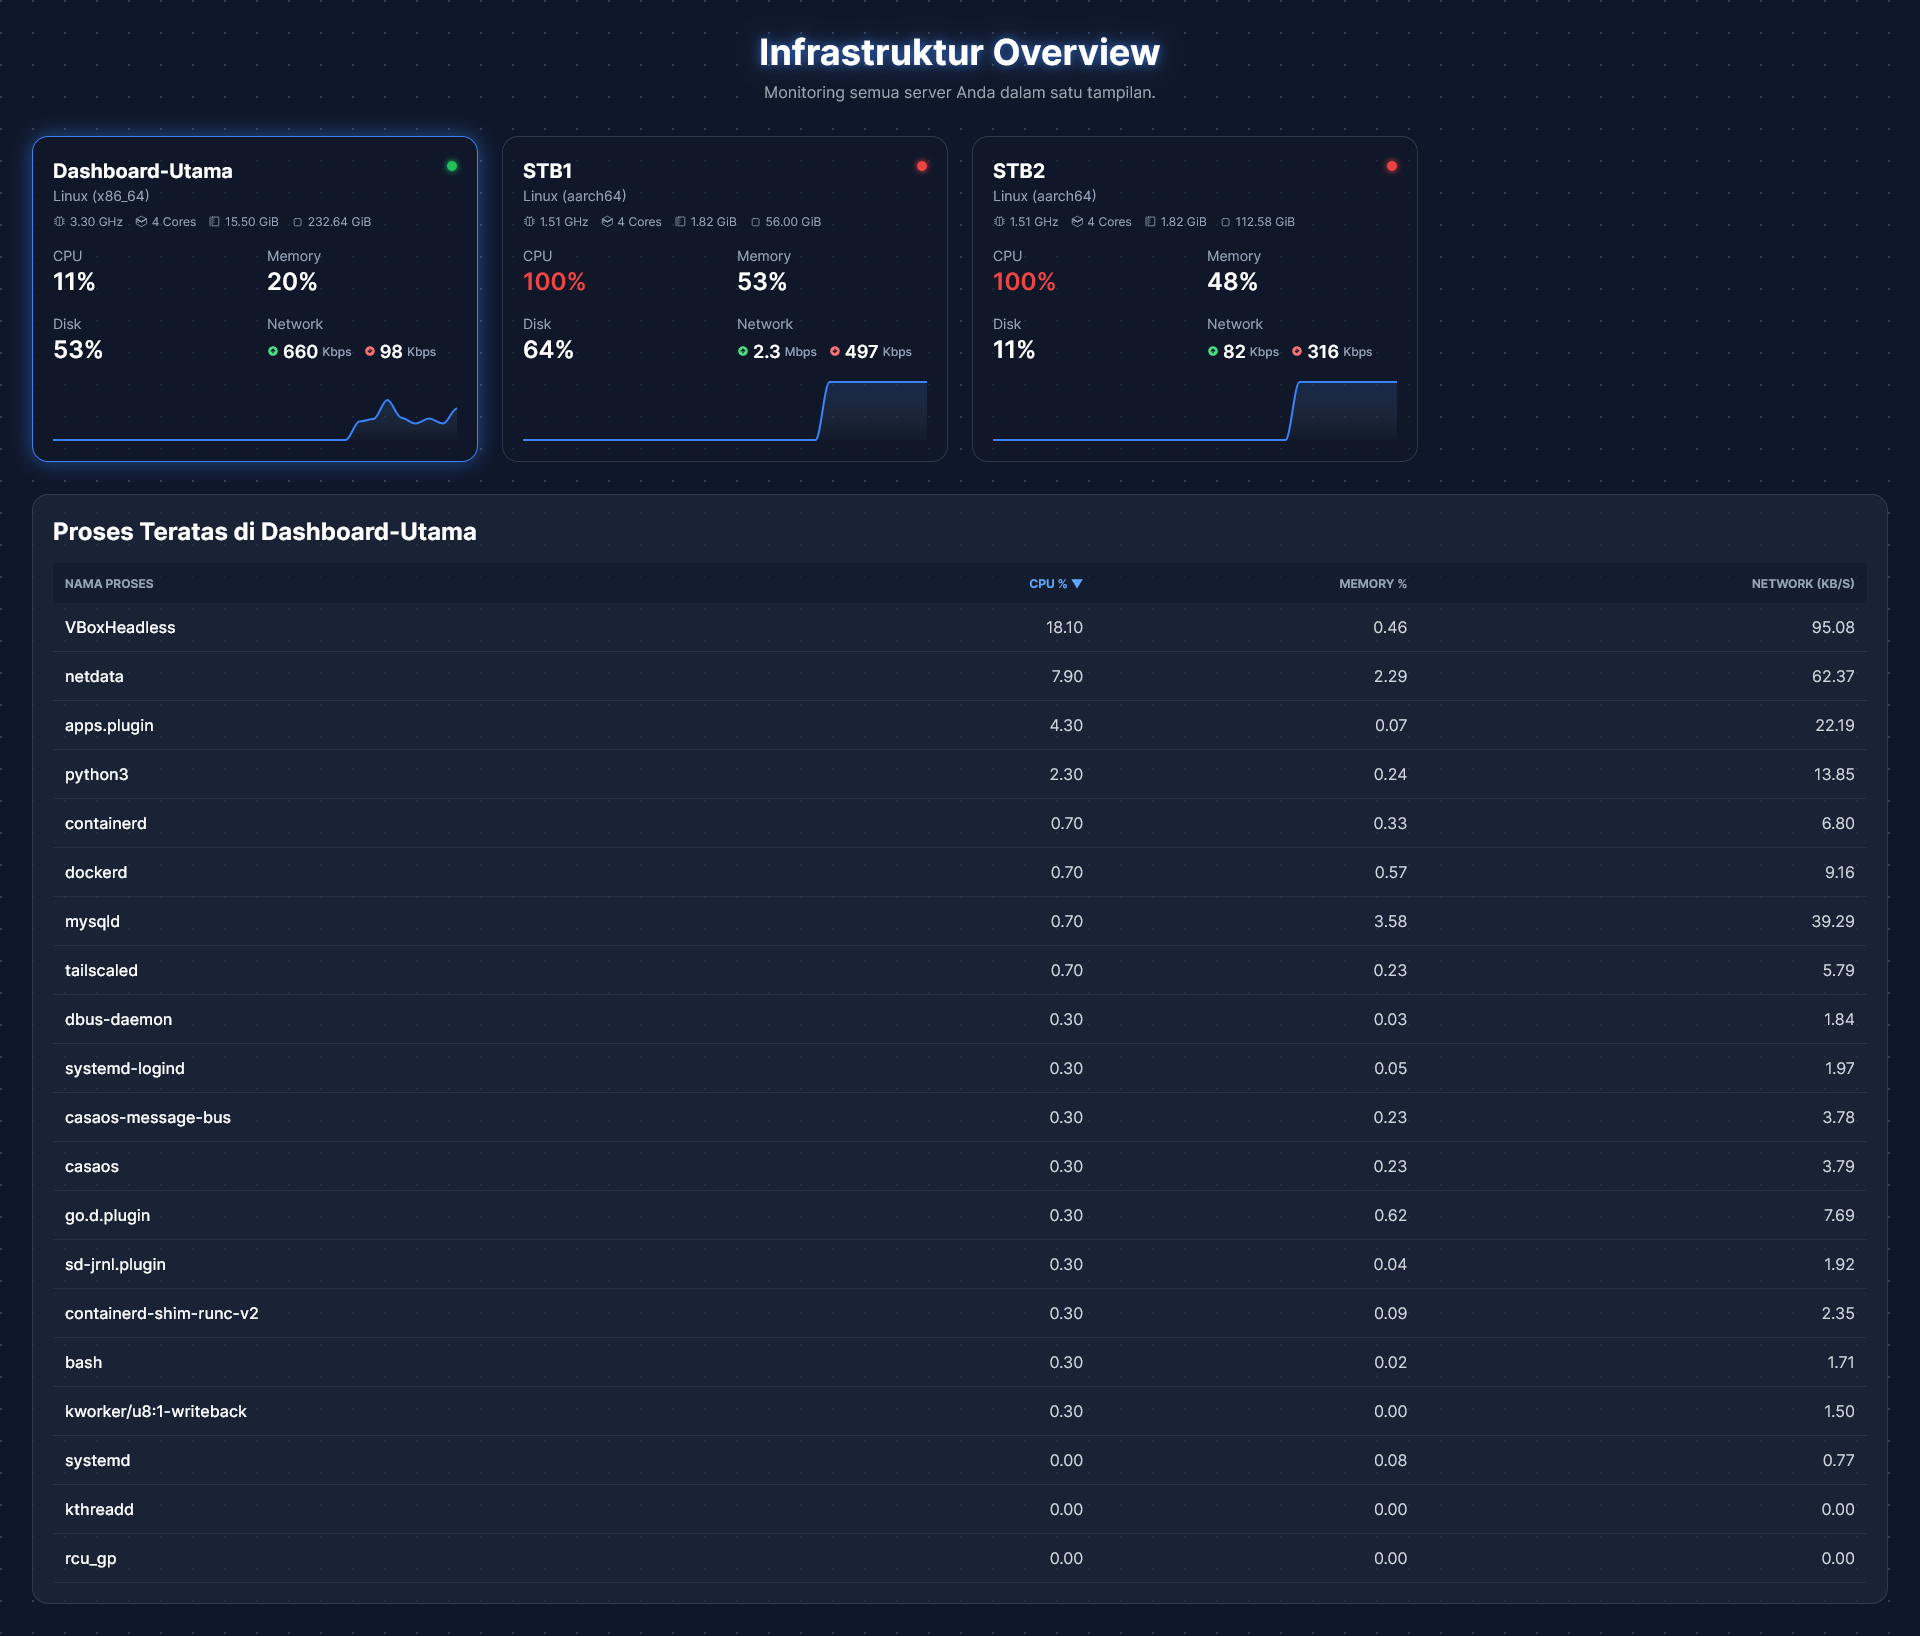 Infrastruktur Overview
Monitoring semua server Anda dalam satu tampilan.
Dashboard-Utama
Linux (x86_64)
3.30 GHz 4 Cores 15.50 GiB 232.64 GiB
CPU Memory
11% 20%
Disk Network
53% 660 Kbps 98 Kbps
STB1
Linux (aarch64)
1.51 GHz 4 Cores 1.82 GiB 56.00 GiB
CPU Memory
100% 53%
Disk Network
64% 2.3 Mbps 497 Kbps
STB2
Linux (aarch64)
1.51 GHz 4 Cores 1.82 GiB 112.58 GiB
CPU Memory
100% 48%
Disk Network
11% 82 Kbps 316 Kbps
Proses Teratas di Dashboard-Utama
NAMA PROSES CPU % ▼ MEMORY % NETWORK (KB/S)
VBoxHeadless 18.10 0.46 95.08
netdata 7.90 2.29 62.37
apps.plugin 4.30 0.07 22.19
python3 2.30 0.24 13.85
containerd 0.70 0.33 6.80
dockerd 0.70 0.57 9.16
mysqld 0.70 3.58 39.29
tailscaled 0.70 0.23 5.79
dbus-daemon 0.30 0.03 1.84
systemd-logind 0.30 0.05 1.97
casaos-message-bus 0.30 0.23 3.78
casaos 0.30 0.23 3.79
go.d.plugin 0.30 0.62 7.69
sd-jrnl.plugin 0.30 0.04 1.92
containerd-shim-runc-v2 0.30 0.09 2.35
bash 0.30 0.02 1.71
kworker/u8:1-writeback 0.30 0.00 1.50
systemd 0.00 0.08 0.77
kthreadd 0.00 0.00 0.00
rcu_gp 0.00 0.00 0.00